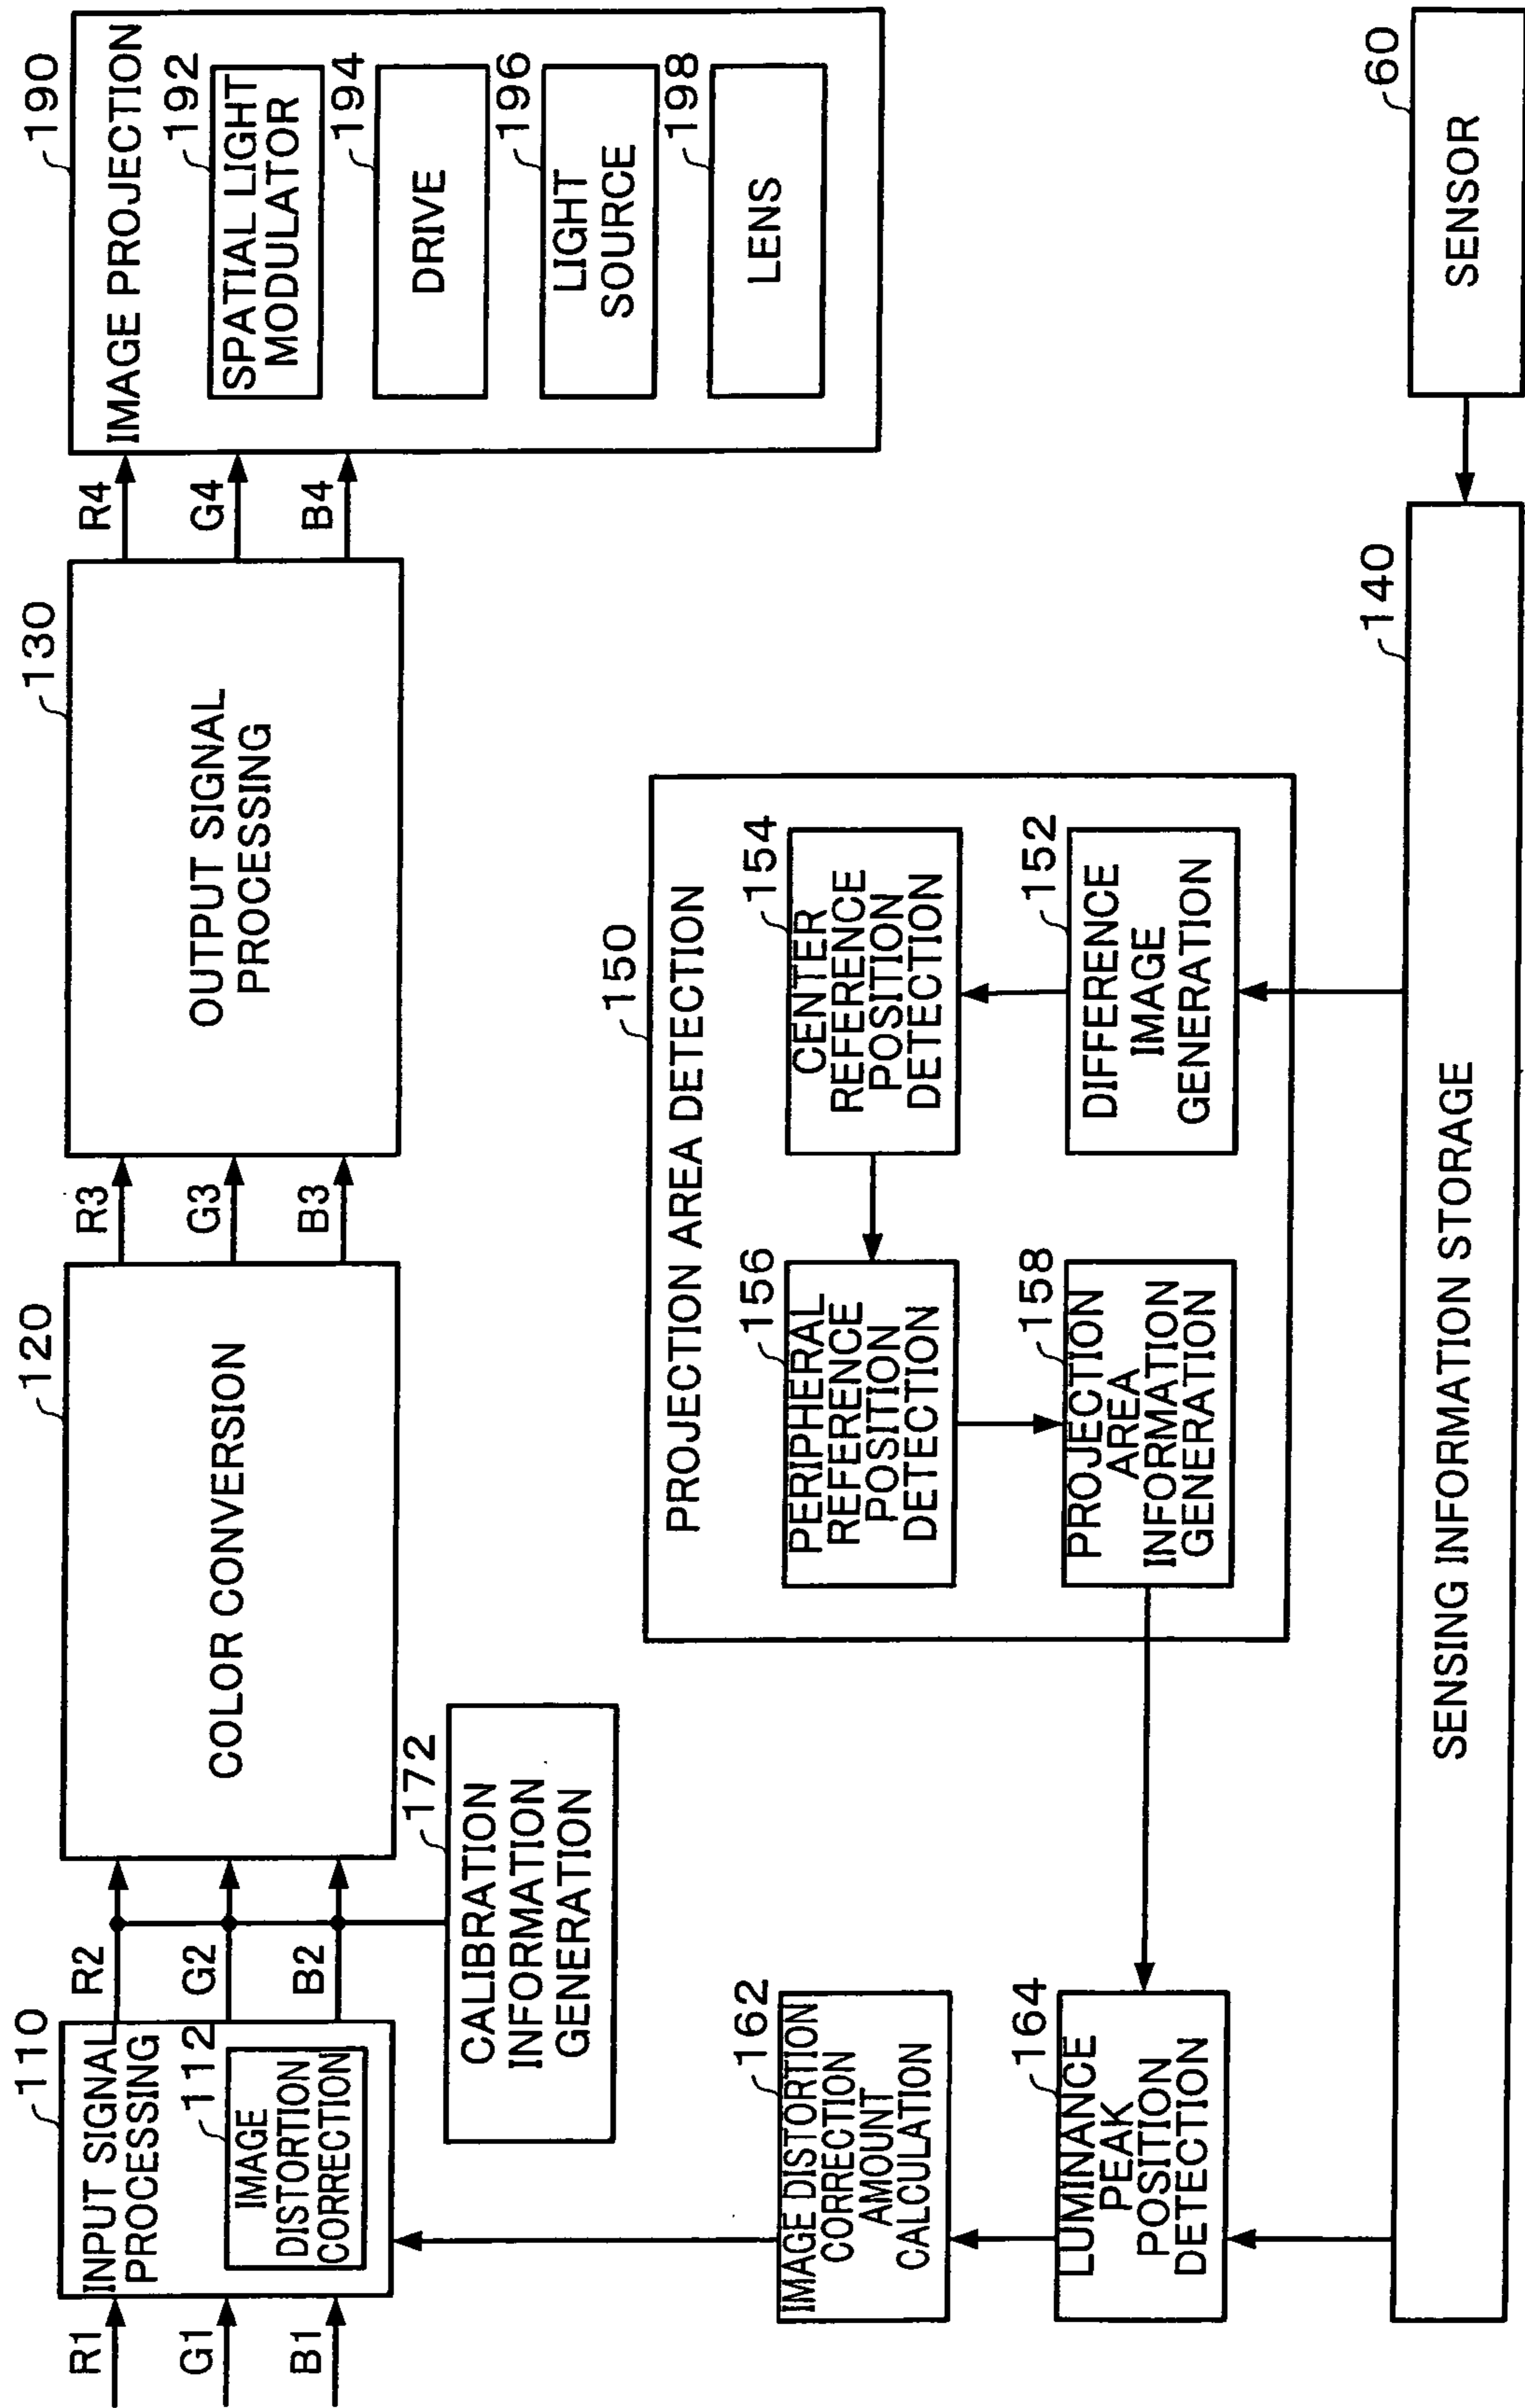 R1
G1
B1
110
INPUT SIGNAL
PROCESSING
112
IMAGE
DISTORTION
CORRECTION
R2
G2
B2
120
COLOR CONVERSION
R3
G3
B3
130
OUTPUT SIGNAL
PROCESSING
R4
G4
B4
190
IMAGE PROJECTION
192
SPATIAL LIGHT
MODULATOR
194
DRIVE
196
LIGHT
SOURCE
198
LENS
172
CALIBRATION
INFORMATION
GENERATION
150
PROJECTION AREA DETECTION
156
PERIPHERAL
REFERENCE
POSITION
DETECTION
154
CENTER
REFERENCE
POSITION
DETECTION
158
PROJECTION
AREA
INFORMATION
GENERATION
152
DIFFERENCE
IMAGE
GENERATION
162
IMAGE DISTORTION
CORRECTION
AMOUNT
CALCULATION
164
LUMINANCE
PEAK
POSITION
DETECTION
140
SENSING INFORMATION STORAGE
60
SENSOR